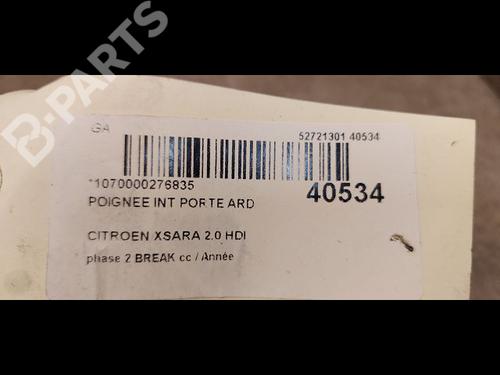 B-PARTS
GA
52721301 40534
*1070000276835
40534
POIGNEE INT PORTE ARD
CITROEN XSARA 2.0 HDI
phase 2 BREAK cc / Année